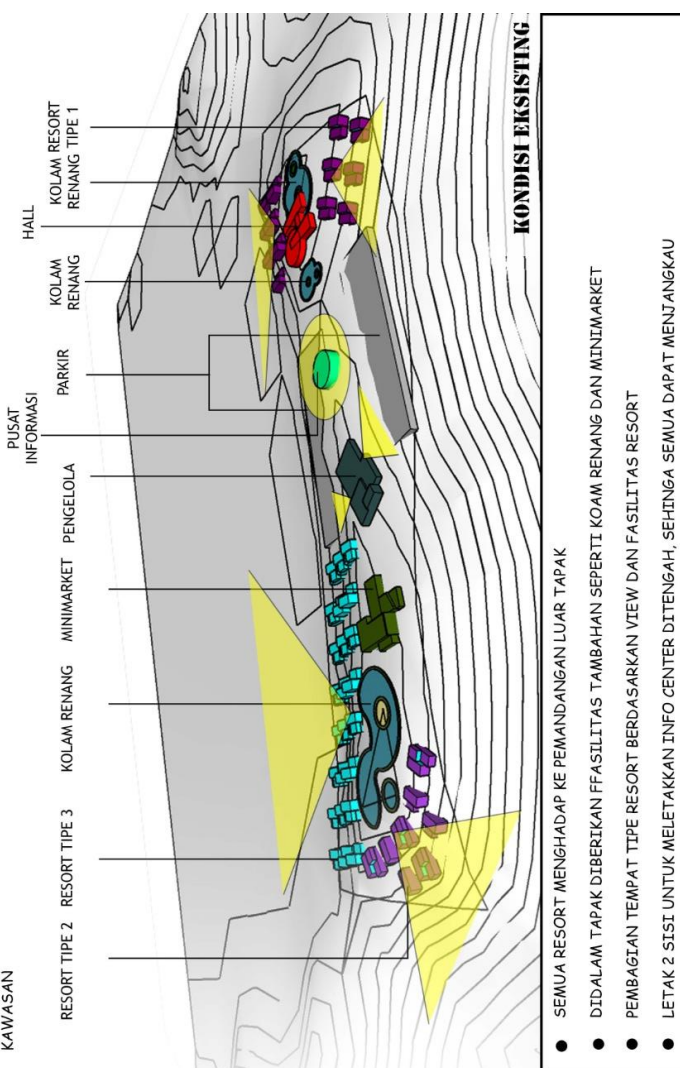 KAWASAN
RESORT TIPE 2
RESORT TIPE 3
KOLAM RENANG
MINIMARKET
PENGELOLA
PUSAT
INFORMASI
PARKIR
KOLAM
RENANG
HALL
KOLAM
RENANG
RESORT
TIPE 1
KONDISI EKSISTING
● SEMUA RESORT MENGHADAP KE PEMANDANGAN LUAR TAPAK
● DIDALAM TAPAK DIBERIKAN FFASILITAS TAMBAHAN SEPERTI KOAM RENANG DAN MINIMARKET
● PEMBAGIAN TEMPAT TIPE RESORT BERDASARKAN VIEW DAN FASILITAS RESORT
● LETAK 2 SISI UNTUK MELETAKKAN INFO CENTER DITENGAH, SEHINGA SEMUA DAPAT MENJANGKAU